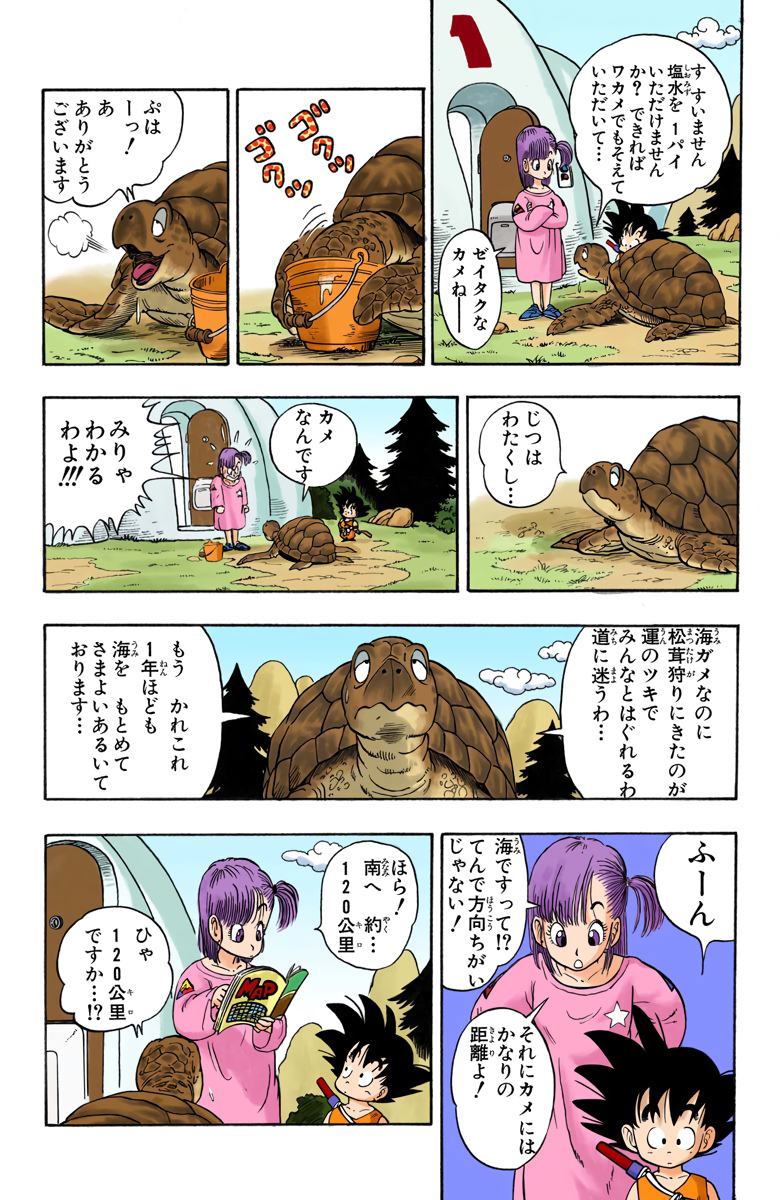 1
す すいません
塩水を 1パイ
いただけません
か? できれば
ワカメでもそえて
いただいて…
ゼイタクな
カメねー
ゴクッ
ゴクッ
ぷは
ーっ!
あ
ありがとう
ございます
じつは
わたくし…
カメ
なんです
みりゃ
わかる
わよ!!!
海ガメなのに
松茸狩りにきたのが
運のツキで
みんなとはぐれるわ
道に迷うわ…
もう かれこれ
1年ほども
海を もとめて
さまよいあるいて
おります…
ふーん
海ですって!?
てんで方向ちがい
じゃない!
それにカメには
かなりの
距離よ!
ほら!
南へ 約…
120公里
MAP
ひゃ
120公里
ですか…!?